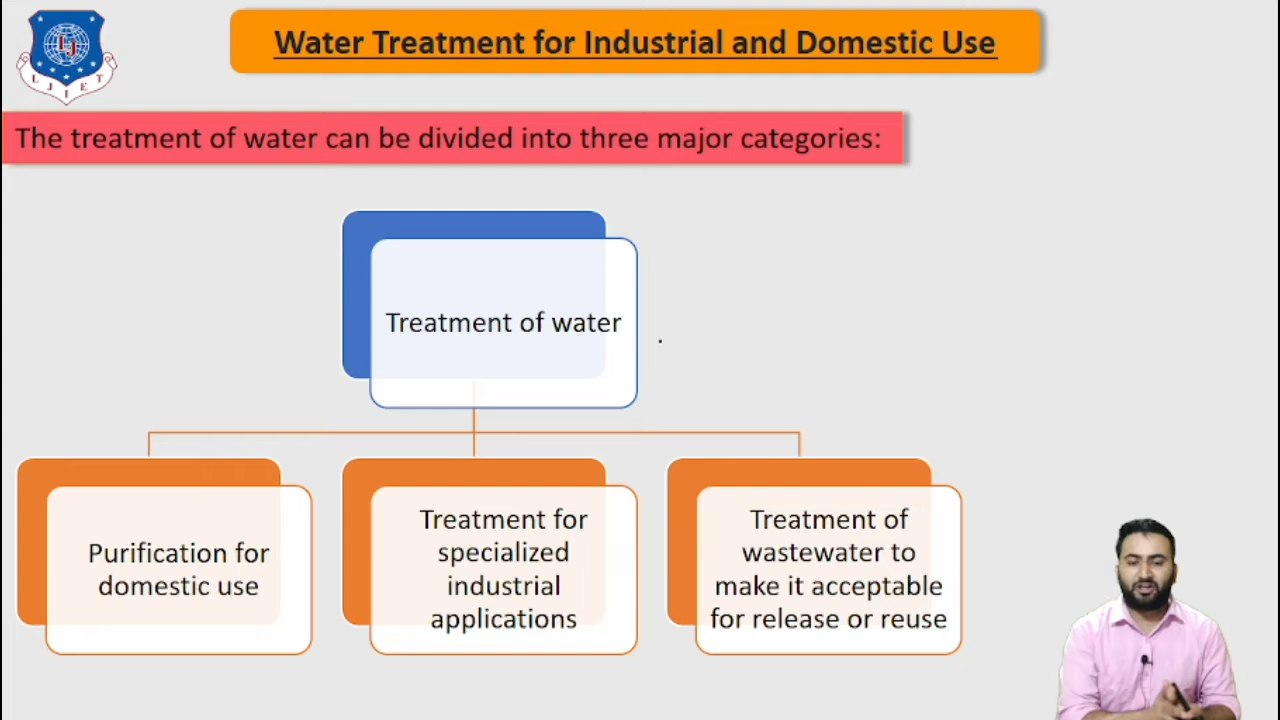 L J I E T
Water Treatment for Industrial and Domestic Use
The treatment of water can be divided into three major categories:
Treatment of water
Purification for
domestic use
Treatment for
specialized
industrial
applications
Treatment of
wastewater to
make it acceptable
for release or reuse